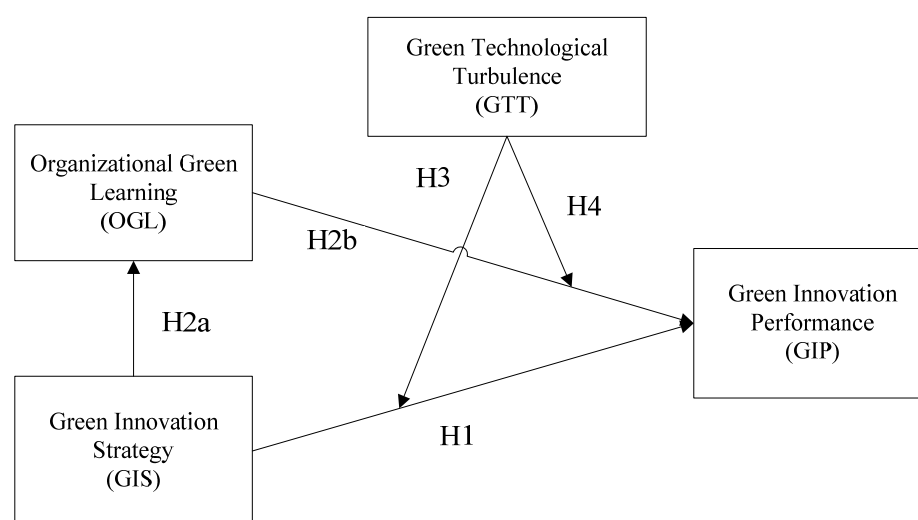 Green Technological
Turbulence
(GTT)
Organizational Green
Learning
(OGL)
H3
H4
H2b
Green Innovation
Performance
(GIP)
H2a
Green Innovation
Strategy
(GIS)
H1